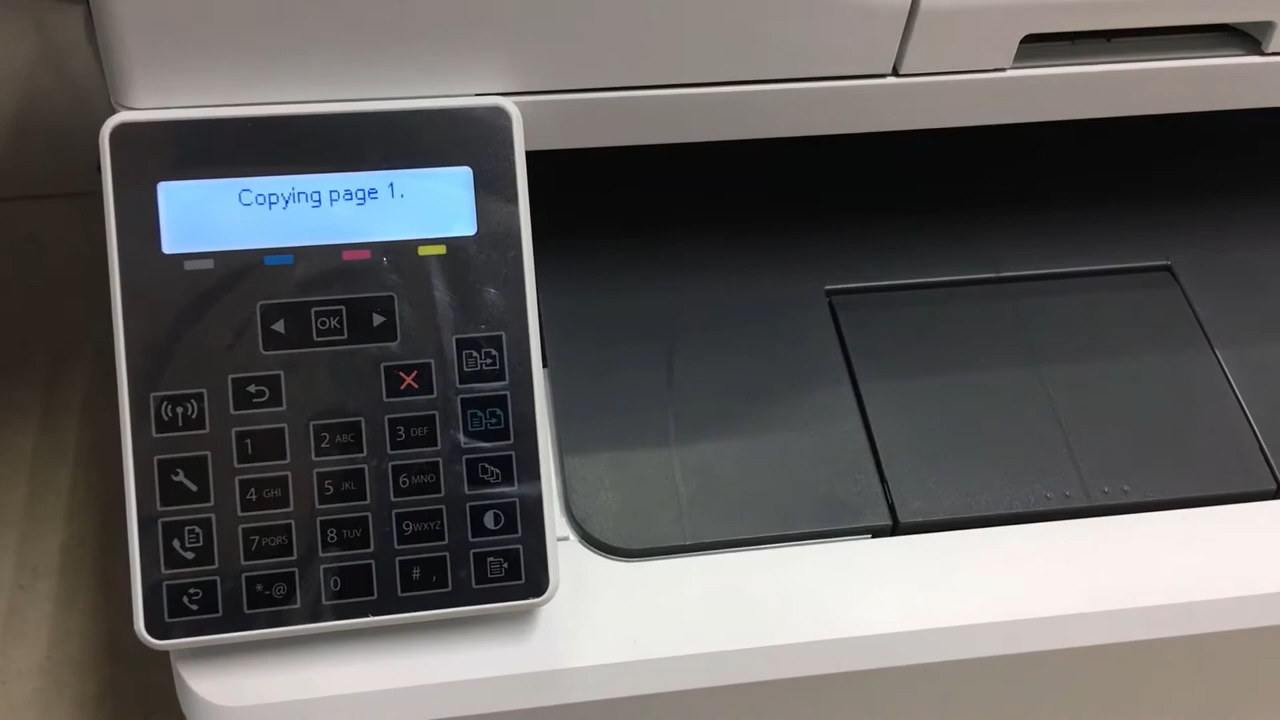 Copying page 1.
OK
1
2 ABC
3 DEF
4 GHI
5 JKL
6 MNO
7 PQRS
8 TUV
9 WXYZ
*-@
0
# ,